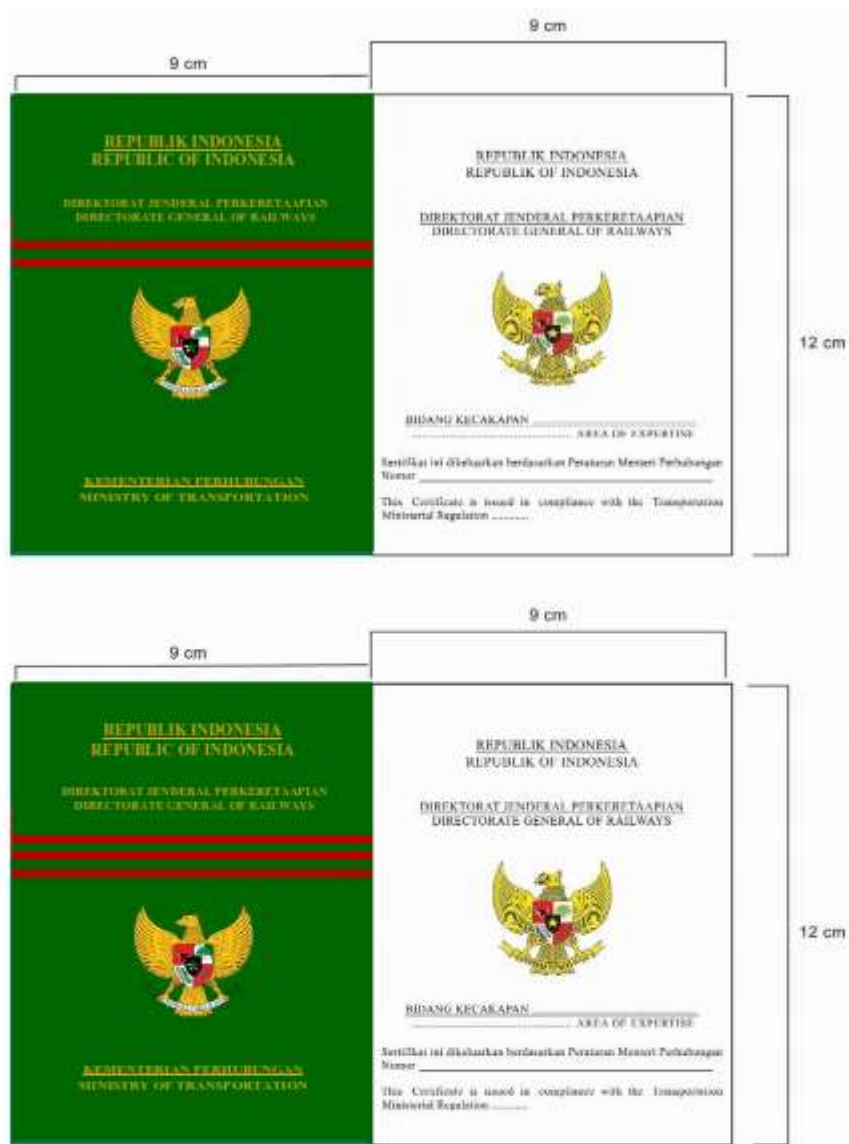 9 cm
9 cm
REPUBLIK INDONESIA
REPUBLIC OF INDONESIA
DIREKTORAT JENDERAL PERKERETAAPIAN
DIRECTORATE GENERAL OF RAILWAYS
KEMENTERIAN PERHUBUNGAN
MINISTRY OF TRANSPORTATION
REPUBLIK INDONESIA
REPUBLIK OF INDONESIA
DIREKTORAT JENDERAL PERKERETAAPIAN
DIRECTORATE GENERAL OF RAILWAYS
BIDANG KECAKAPAN
AREA OF EXPERTISE
Sertifikat ini dikeluarkan berdasarkan Peraturan Menteri Perhubungan
Nomor
This Certificate is issued in compliance with the Transportation
Ministerial Regulation ............
12 cm
9 cm
9 cm
REPUBLIK INDONESIA
REPUBLIC OF INDONESIA
DIREKTORAT JENDERAL PERKERETAAPIAN
DIRECTORATE GENERAL OF RAILWAYS
KEMENTERIAN PERHUBUNGAN
MINISTRY OF TRANSPORTATION
REPUBLIK INDONESIA
REPUBLIK OF INDONESIA
DIREKTORAT JENDERAL PERKERETAAPIAN
DIRECTORATE GENERAL OF RAILWAYS
BIDANG KECAKAPAN
AREA OF EXPERTISE
Sertifikat ini dikeluarkan berdasarkan Peraturan Menteri Perhubungan
Nomor
This Certificate is issued in compliance with the Transportation
Ministerial Regulation ............
12 cm